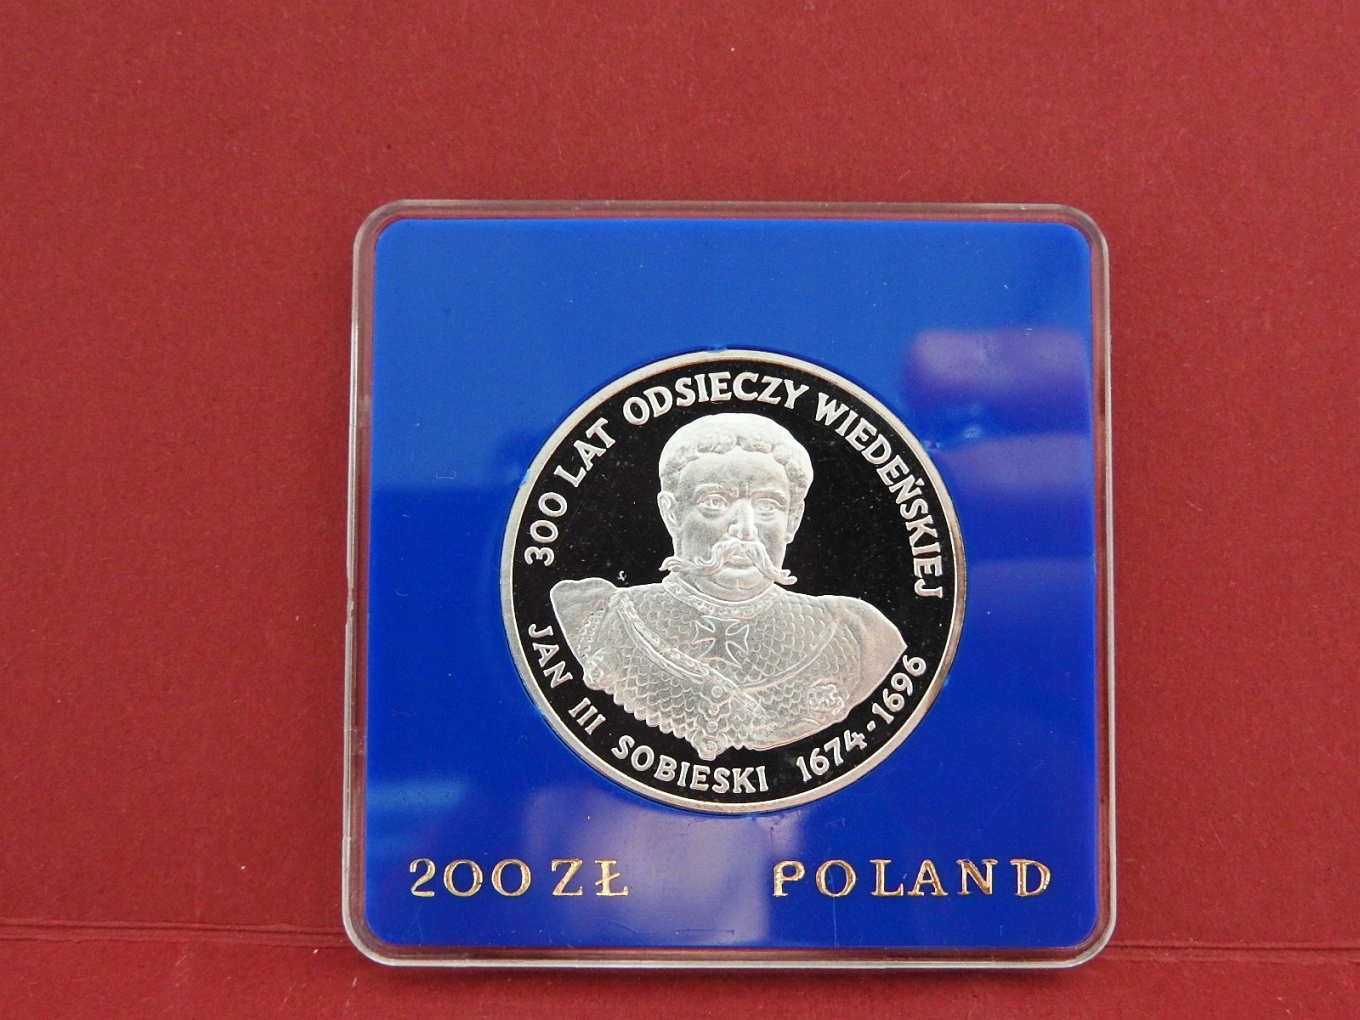 300 LAT ODSIECZY WIEDEŃSKIEJ
JAN III SOBIESKI 1674-1696
200 ZŁ POLAND